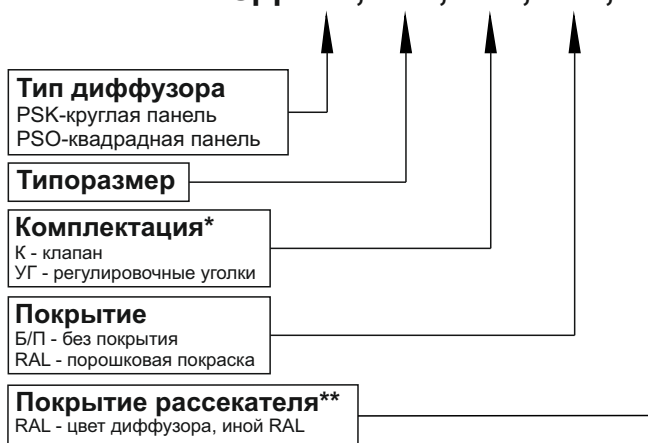 Тип диффузора
PSK-круглая панель
PSO-квадрадная панель
Типоразмер
Комплектация*
К - клапан
УГ - регулировочные уголки
Покрытие
Б/П - без покрытия
RAL - порошковая покраска
Покрытие рассекателя**
RAL - цвет диффузора, иной RAL